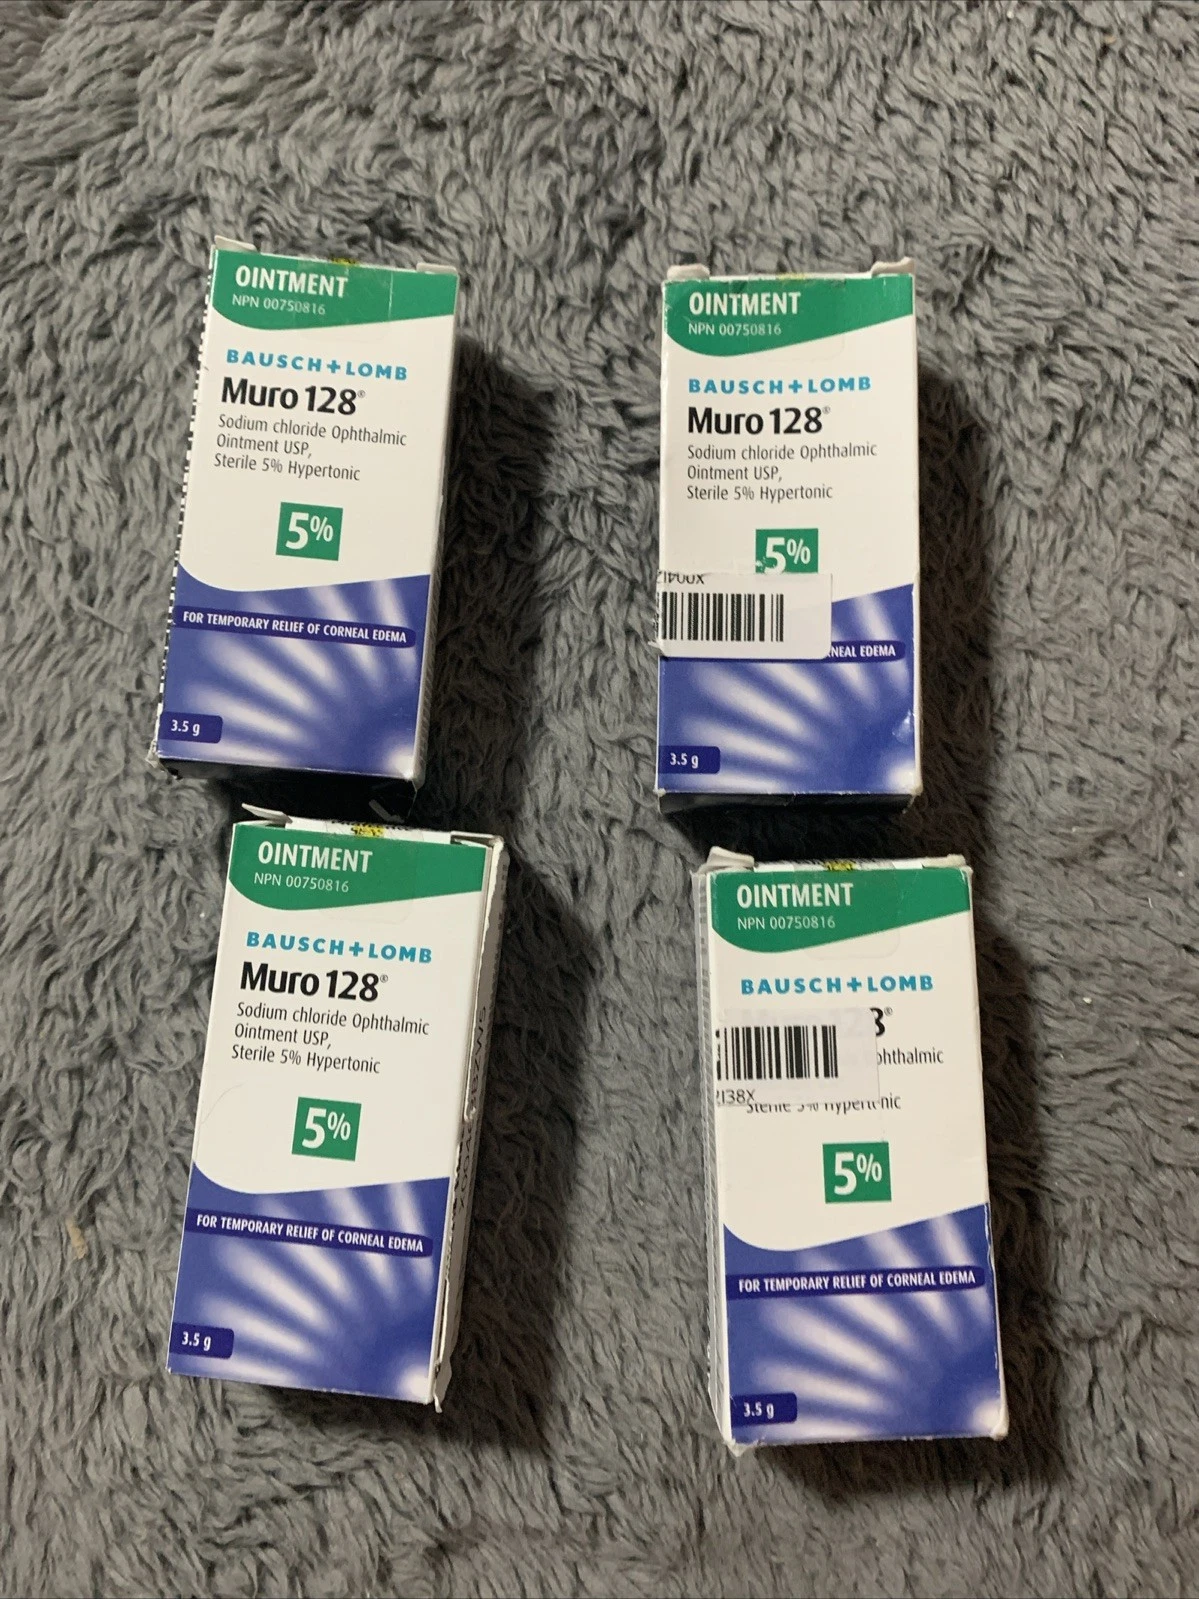 OINTMENT
NPN 00750816
BAUSCH+LOMB
Muro 128®
Sodium chloride Ophthalmic
Ointment USP,
Sterile 5% Hypertonic
5%
FOR TEMPORARY RELIEF OF CORNEAL EDEMA
3.5 g
OINTMENT
NPN 00750816
BAUSCH+LOMB
Muro 128®
Sodium chloride Ophthalmic
Ointment USP,
Sterile 5% Hypertonic
5%
NEAL EDEMA
3.5 g
OINTMENT
NPN 00750816
BAUSCH+LOMB
Muro 128®
Sodium chloride Ophthalmic
Ointment USP,
Sterile 5% Hypertonic
5%
FOR TEMPORARY RELIEF OF CORNEAL EDEMA
3.5 g
OINTMENT
NPN 00750816
BAUSCH+LOMB
®
phthalmic
5%
FOR TEMPORARY RELIEF OF CORNEAL EDEMA
3.5 g